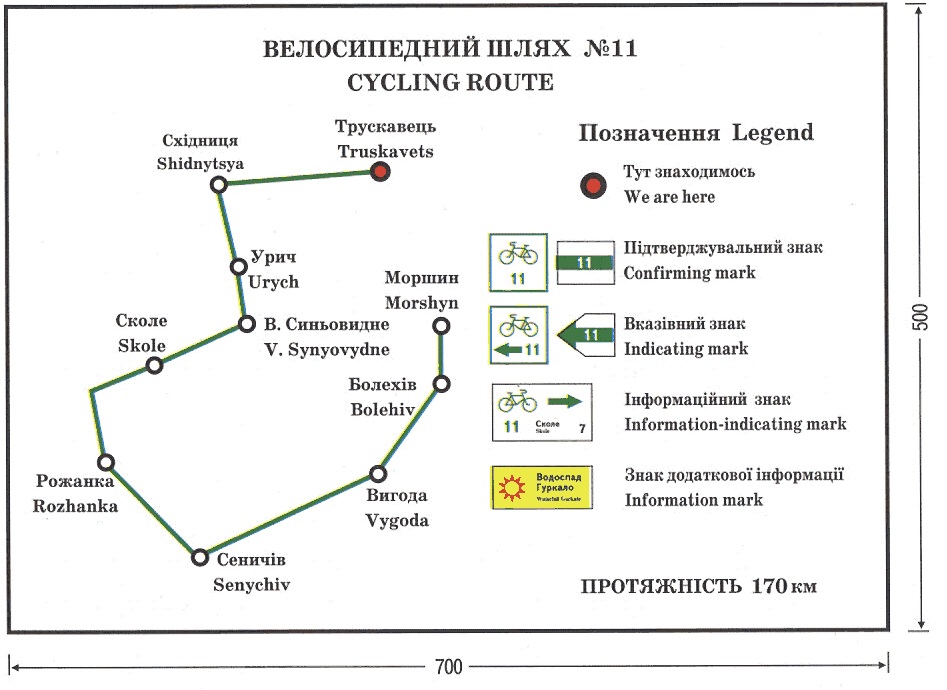 ВЕЛОСИПЕДНИЙ ШЛЯХ №11
CYCLING ROUTE
Трускавець
Truskavets
Східниця
Shidnytsya
Урич
Urych
Моршин
Morshyn
Сколе
Skole
В. Синьовидне
V. Synyovydne
Болехів
Bolehiv
Рожанка
Rozhanka
Вигода
Vygoda
Сеничів
Senychiv
Позначення Legend
Тут знаходимось
We are here
11
11
Підтверджувальний знак
Confirming mark
11
11
Вказівний знак
Indicating mark
11 Сколе 7
Skole
Інформаційний знак
Information-indicating mark
Водоспад
Гуркало
Waterfall Gurkalo
Знак додаткової інформації
Information mark
ПРОТЯЖНІСТЬ 170 км
500
700